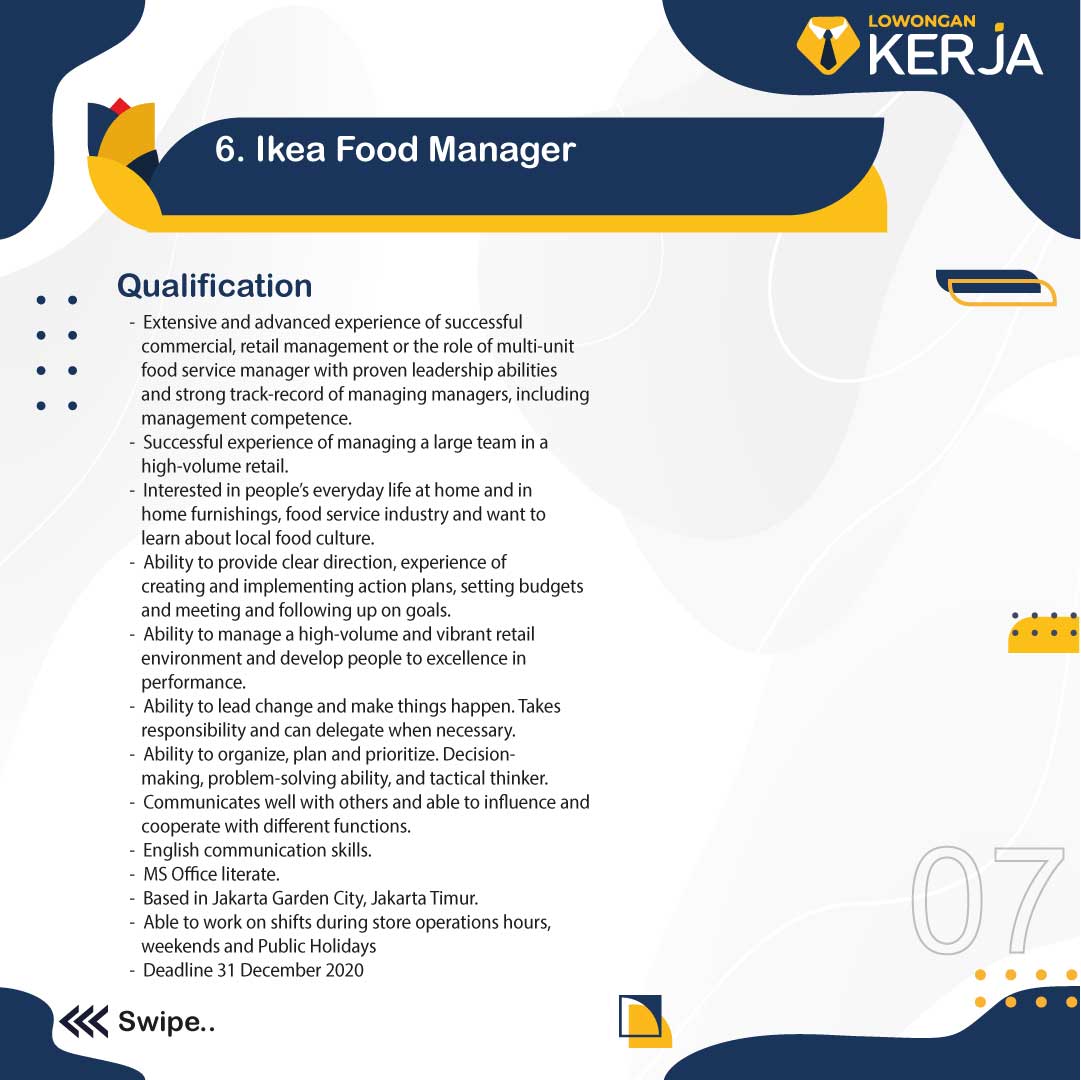 LOWONGAN
KERJA
6. Ikea Food Manager
Qualification
- Extensive and advanced experience of successful
commercial, retail management or the role of multi-unit
food service manager with proven leadership abilities
and strong track-record of managing managers, including
management competence.
- Successful experience of managing a large team in a
high-volume retail.
- Interested in people's everyday life at home and in
home furnishings, food service industry and want to
learn about local food culture.
- Ability to provide clear direction, experience of
creating and implementing action plans, setting budgets
and meeting and following up on goals.
- Ability to manage a high-volume and vibrant retail
environment and develop people to excellence in
performance.
- Ability to lead change and make things happen. Takes
responsibility and can delegate when necessary.
- Ability to organize, plan and prioritize. Decision-
making, problem-solving ability, and tactical thinker.
- Communicates well with others and able to influence and
cooperate with different functions.
- English communication skills.
- MS Office literate.
- Based in Jakarta Garden City, Jakarta Timur.
- Able to work on shifts during store operations hours,
weekends and Public Holidays
- Deadline 31 December 2020
07
Swipe..